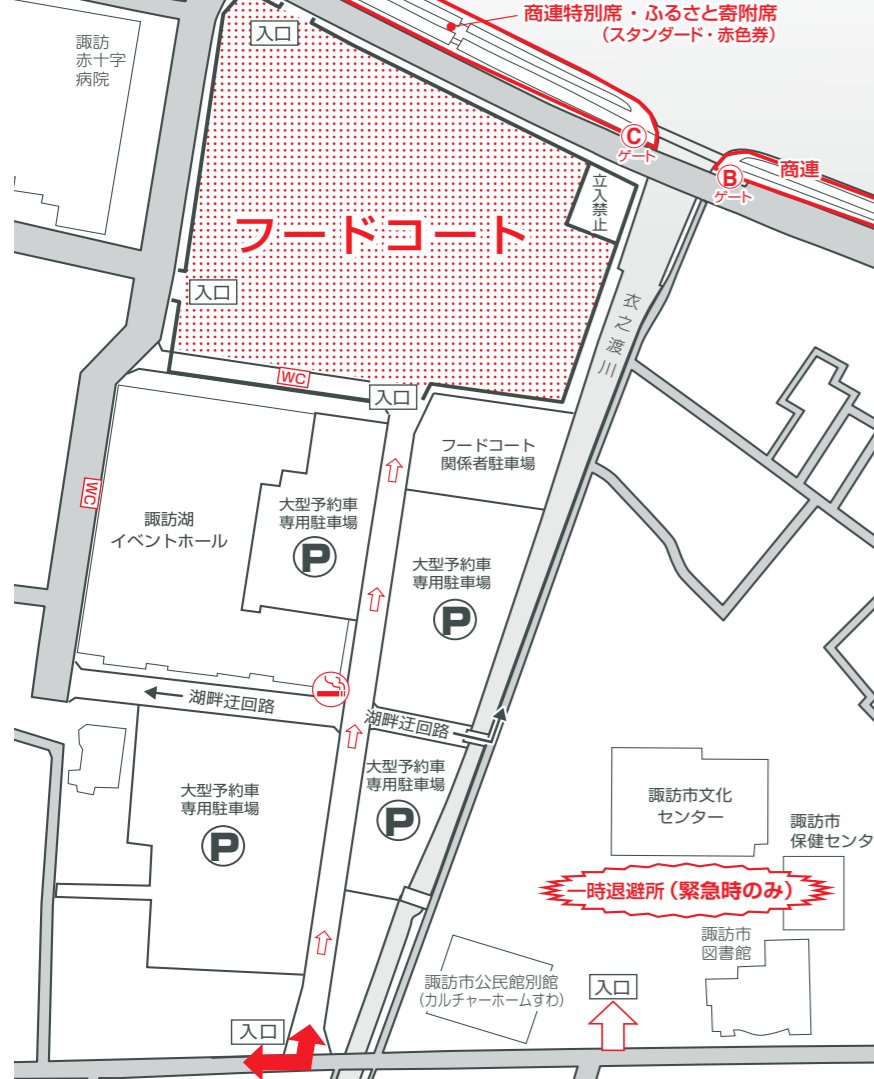 商連特別席・ふるさと寄附席
(スタンダード・赤色券)
入口
諏訪
赤十字
病院
C
ゲート
B
ゲート
商連
立入禁止
フードコート
入口
衣之渡川
WC
入口
フードコート
関係者駐車場
WC
諏訪湖
イベントホール
大型予約車
専用駐車場
P
大型予約車
専用駐車場
P
湖畔迂回路
湖畔迂回路
大型予約車
専用駐車場
P
大型予約車
専用駐車場
P
諏訪市文化
センター
諏訪市
保健センタ
一時退避所(緊急時のみ)
諏訪市
図書館
諏訪市公民館別館
(カルチャーホームすわ)
入口
入口